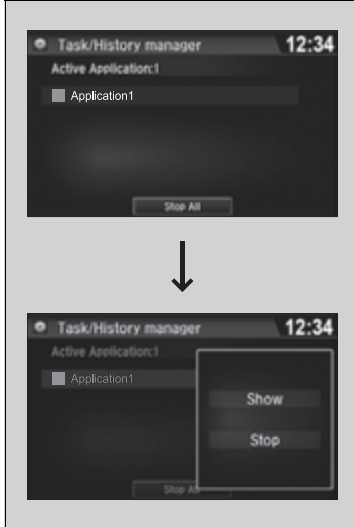 Task/History manager 12:34
Active Application:1
Application1
Stop All
Task/History manager 12:34
Active Application:1
Application1
Show
Stop
Stop All